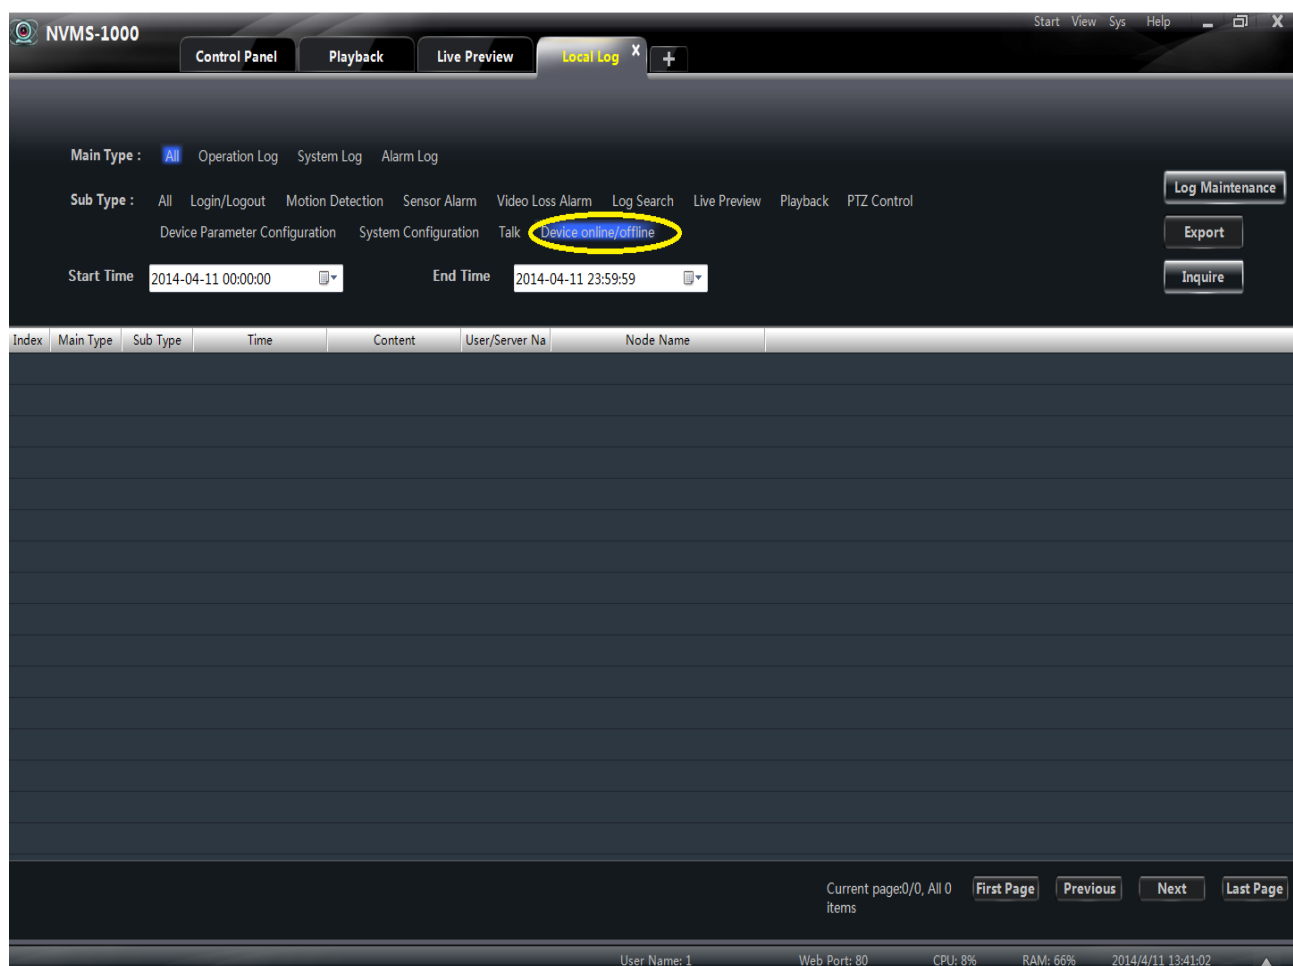 NVMS-1000
Start View Sys Help
Control Panel Playback Live Preview Local Log X +
Main Type : All Operation Log System Log Alarm Log
Sub Type : All Login/Logout Motion Detection Sensor Alarm Video Loss Alarm Log Search Live Preview Playback PTZ Control
Device Parameter Configuration System Configuration Talk Device online/offline
Log Maintenance
Export
Start Time 2014-04-11 00:00:00 End Time 2014-04-11 23:59:59
Inquire
Index Main Type Sub Type Time Content User/Server Na Node Name
Current page:0/0, All 0
items
First Page Previous Next Last Page
User Name: 1 Web Port: 80 CPU: 8% RAM: 66% 2014/4/11 13:41:02